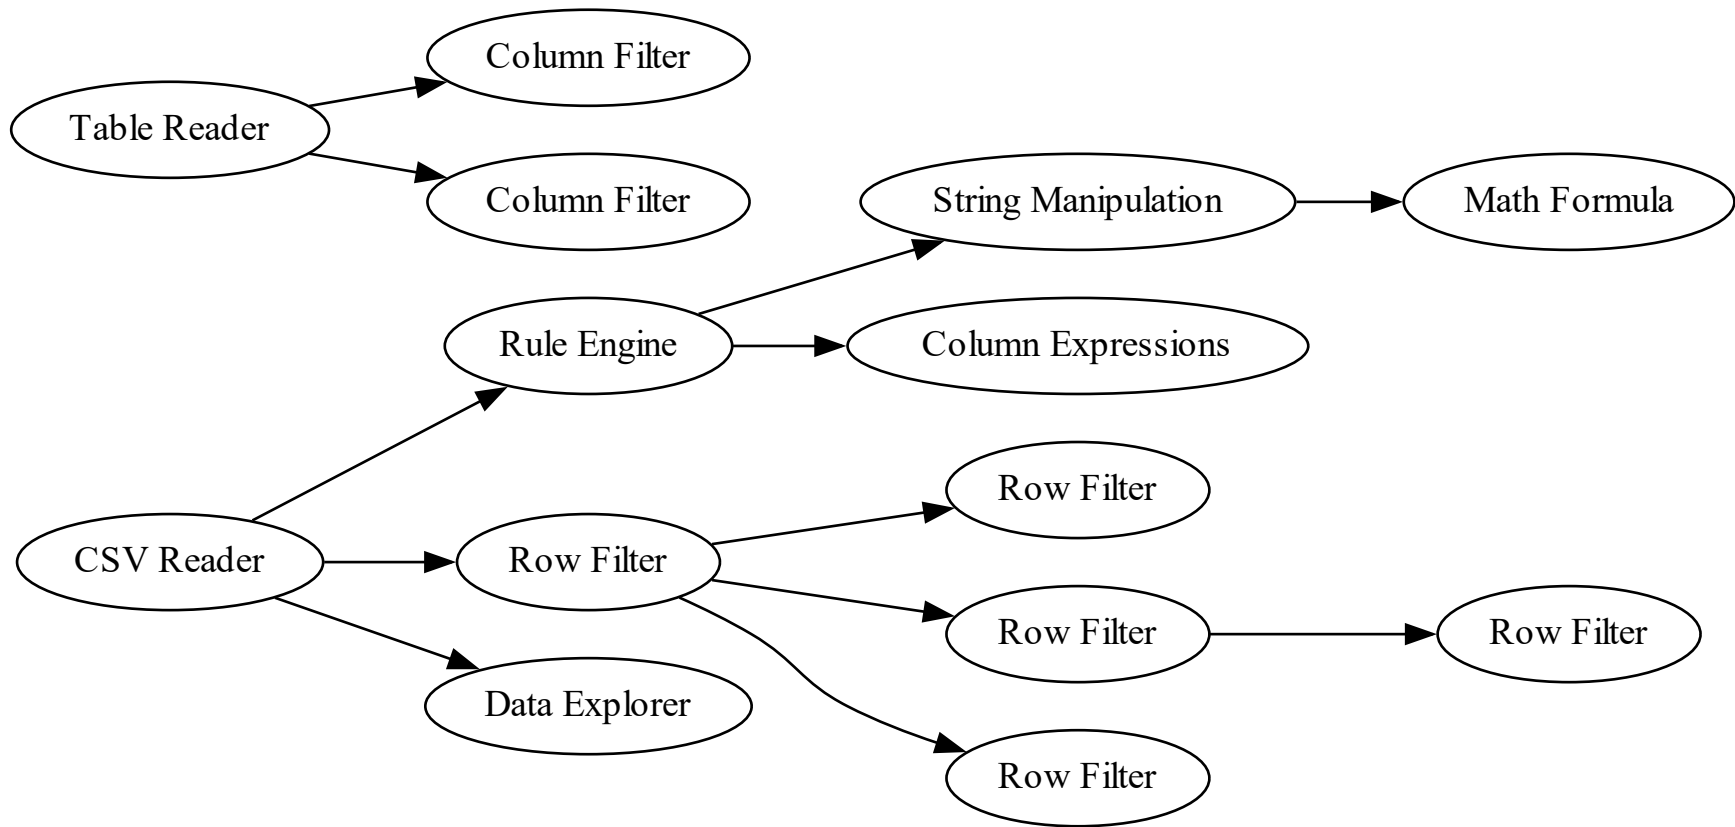 Column Filter
Table Reader
Column Filter
String Manipulation
Math Formula
Rule Engine
Column Expressions
Row Filter
CSV Reader
Row Filter
Row Filter
Row Filter
Data Explorer
Row Filter